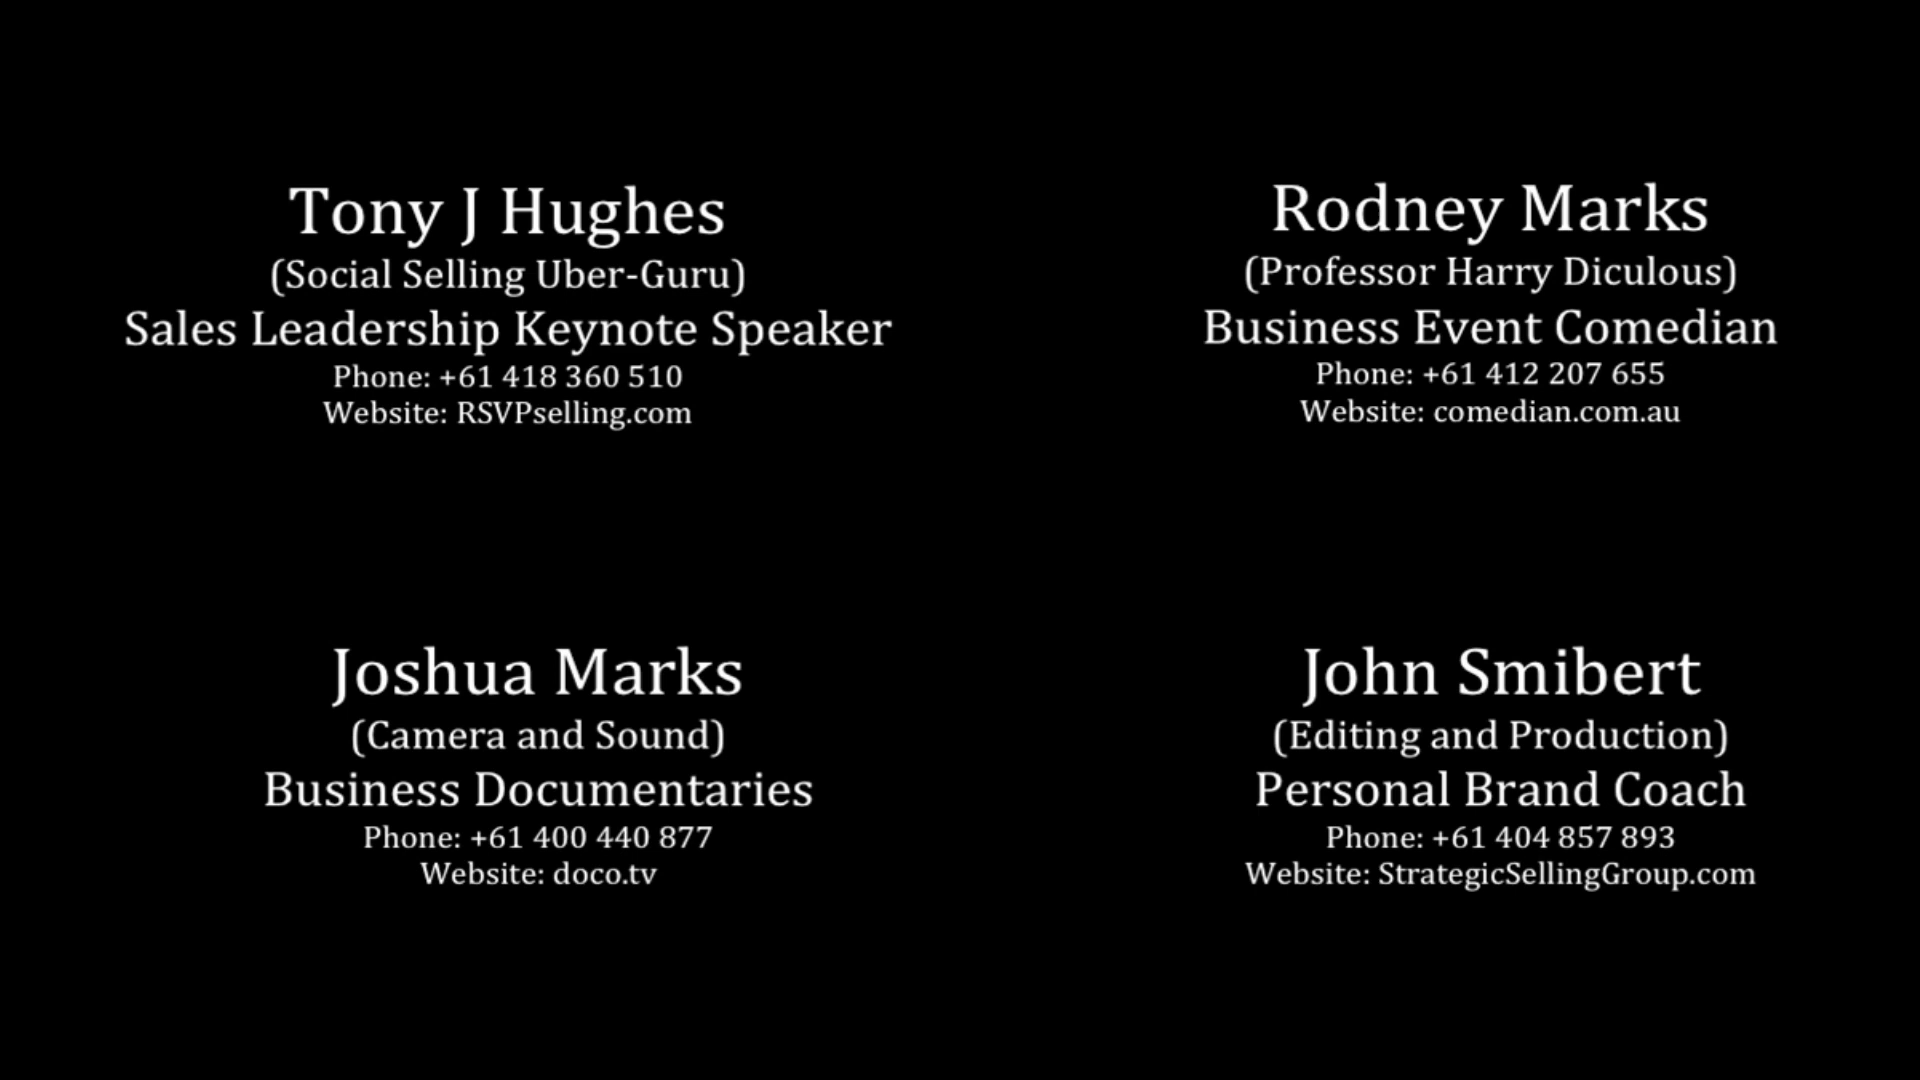 Tony J Hughes
(Social Selling Uber-Guru)
Sales Leadership Keynote Speaker
Phone: +61 418 360 510
Website: RSVPselling.com
Rodney Marks
(Professor Harry Diculous)
Business Event Comedian
Phone: +61 412 207 655
Website: comedian.com.au
Joshua Marks
(Camera and Sound)
Business Documentaries
Phone: +61 400 440 877
Website: doco.tv
John Smibert
(Editing and Production)
Personal Brand Coach
Phone: +61 404 857 893
Website: StrategicSellingGroup.com